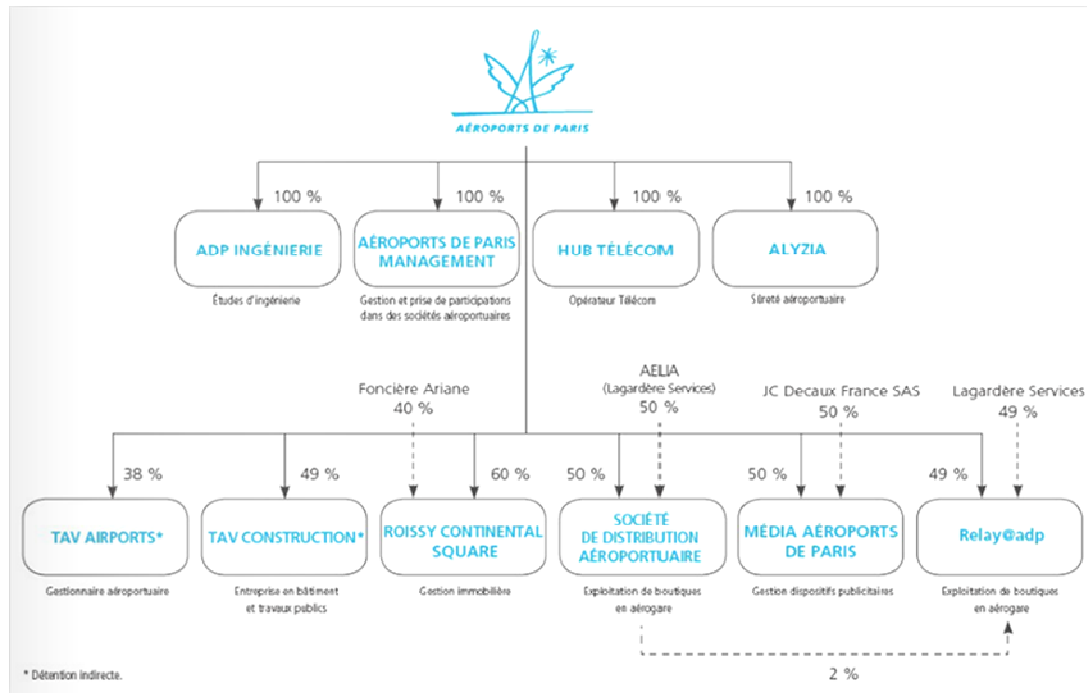 AÉROPORTS DE PARIS
100 %
100 %
100 %
100 %
ADP INGÉNIERIE
AÉROPORTS DE PARIS
MANAGEMENT
HUB TÉLÉCOM
ALYZIA
Études d'ingénierie
Gestion et prise de participations
dans des sociétés aéroportuaires
Opérateur Télécom
Sûreté aéroportuaire
Foncière Ariane
40 %
AELIA
(Lagardère Services)
50 %
JC Decaux France SAS
50 %
Lagardère Services
49 %
38 %
49 %
60 %
50 %
50 %
49 %
TAV AIRPORTS*
TAV CONSTRUCTION*
ROISSY CONTINENTAL
SQUARE
SOCIÉTÉ
DE DISTRIBUTION
AÉROPORTUAIRE
MÉDIA AÉROPORTS
DE PARIS
Relay@adp
Gestionnaire aéroportuaire
Entreprise en bâtiment
et travaux publics
Gestion immobilière
Exploitation de boutiques
en aérogare
Gestion dispositifs publicitaires
Exploitation de boutiques
en aérogare
2 %
* Détention indirecte.